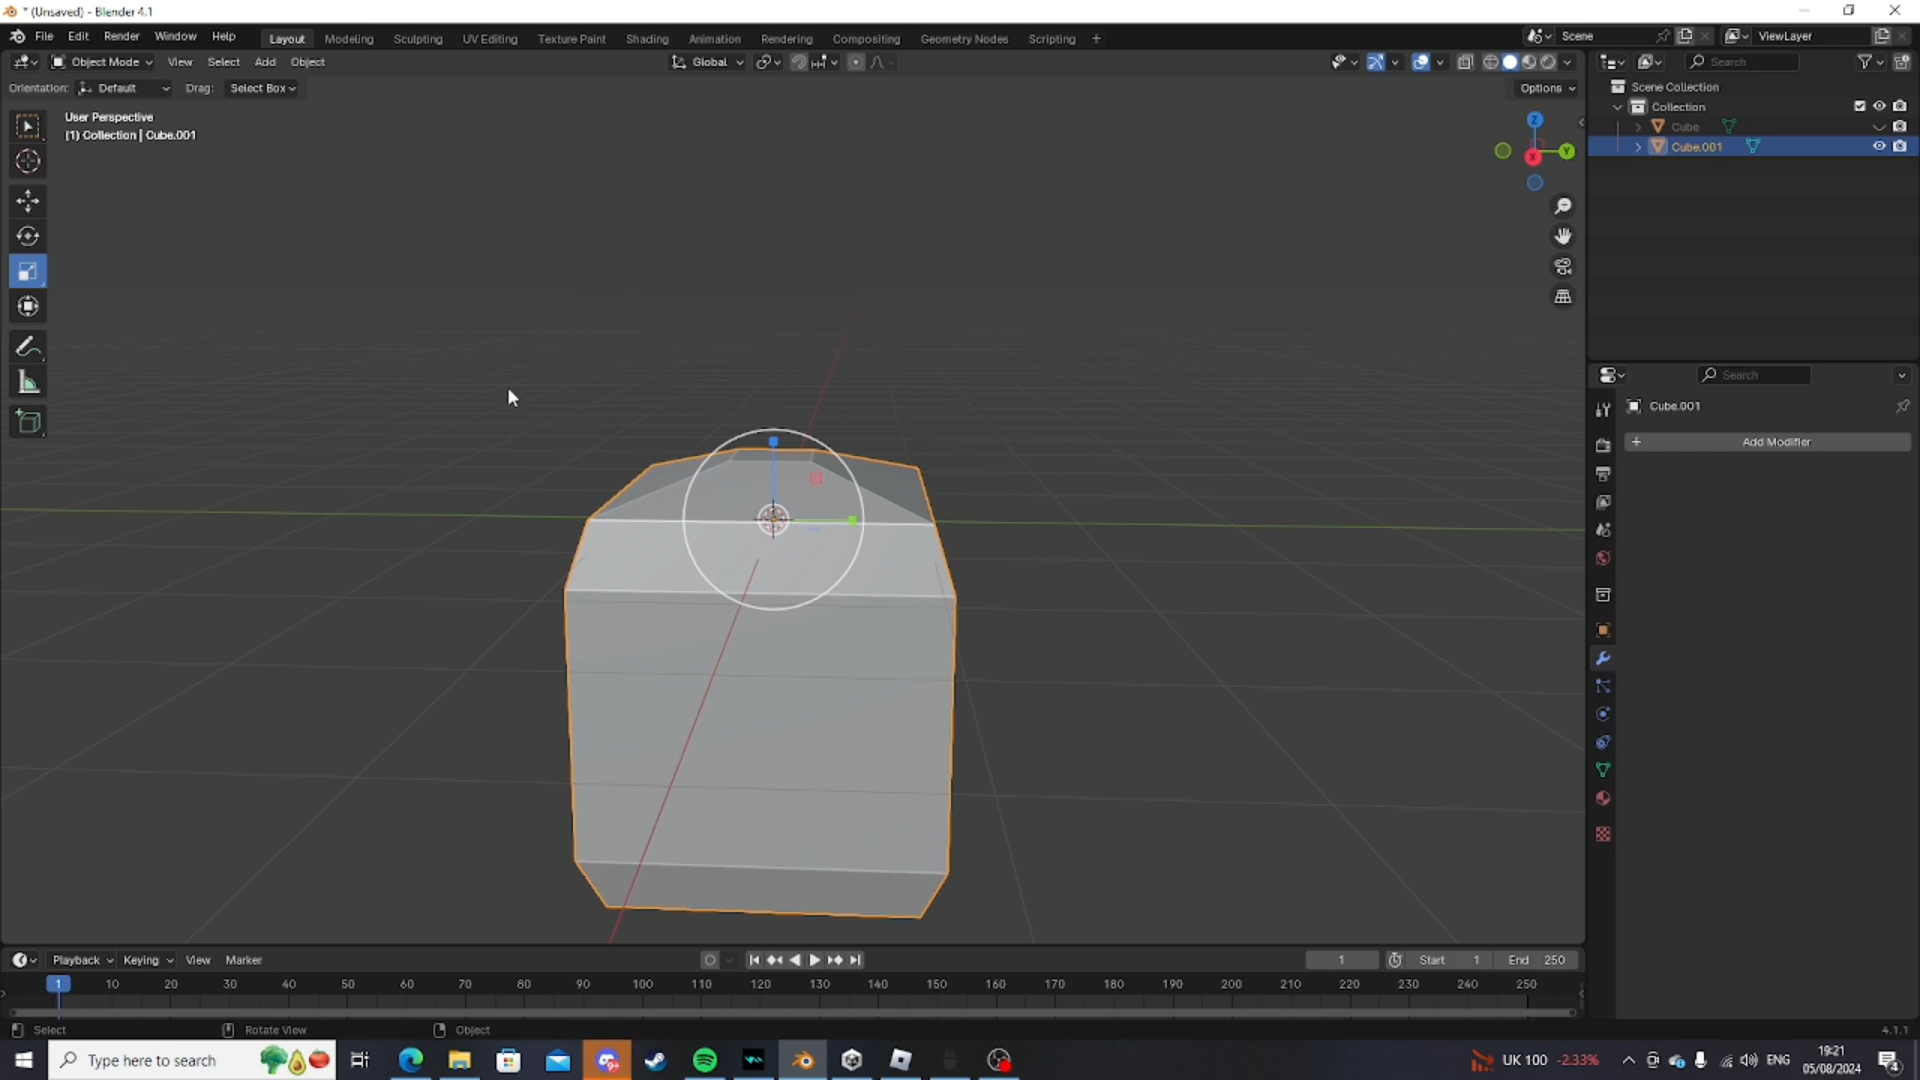 * (Unsaved) - Blender 4.1
File Edit Render Window Help
Layout Modeling Sculpting UV Editing Texture Paint Shading Animation Rendering Compositing Geometry Nodes Scripting +
Scene
ViewLayer
Object Mode View Select Add Object
Global
Search
Orientation: Default Drag: Select Box
Options
Scene Collection
Collection
Cube
Cube.001
User Perspective
(1) Collection | Cube.001
Z
Y
X
Search
Cube.001
+ Add Modifier
Playback Keying View Marker
1 Start 1 End 250
1 10 20 30 40 50 60 70 80 90 100 110 120 130 140 150 160 170 180 190 200 210 220 230 240 250
Select Rotate View Object
4.1.1
Type here to search
UK 100 -2.33%
ENG
19:21
05/08/2024
4